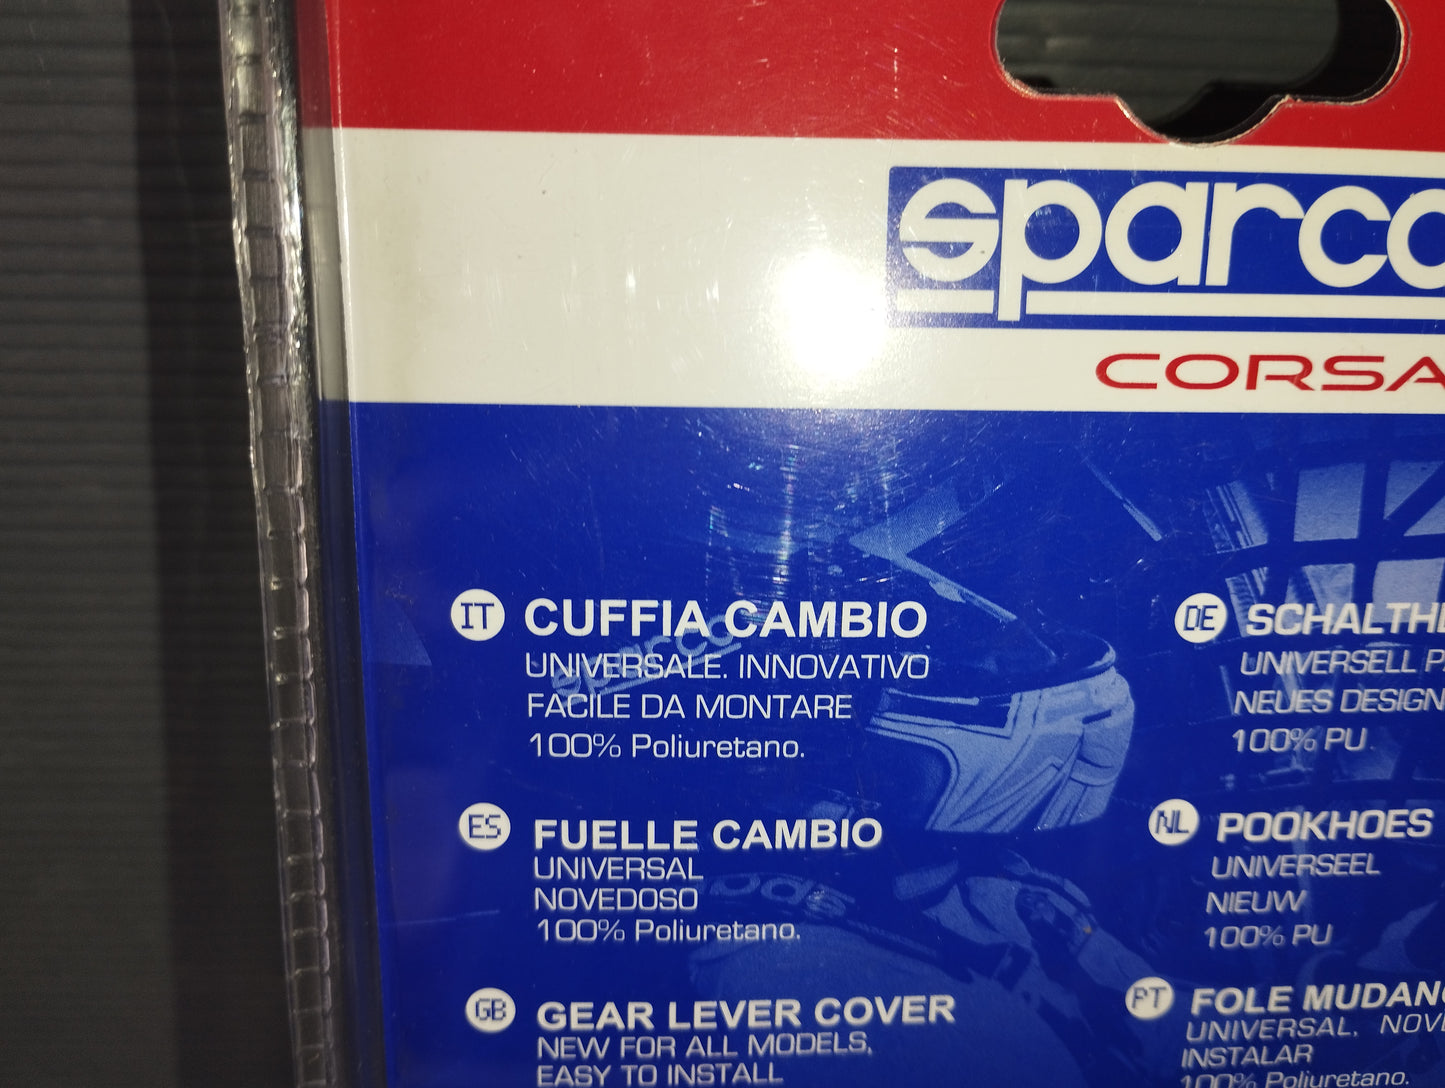 sparco
CORSA
IT CUFFIA CAMBIO
UNIVERSALE. INNOVATIVO
FACILE DA MONTARE
100% Poliuretano.
ES FUELLE CAMBIO
UNIVERSAL
NOVEDOSO
100% Poliuretano.
GB GEAR LEVER COVER
NEW FOR ALL MODELS,
EASY TO INSTALL
DE
UNIVERSELL
NEUES DESIGN
100% PU
NL POOKHOES
UNIVERSEEL
NIEUW
100% PU
PT FOLE
UNIVERSAL.
INSTALAR
100% Poliuretano.
sparco
sparco